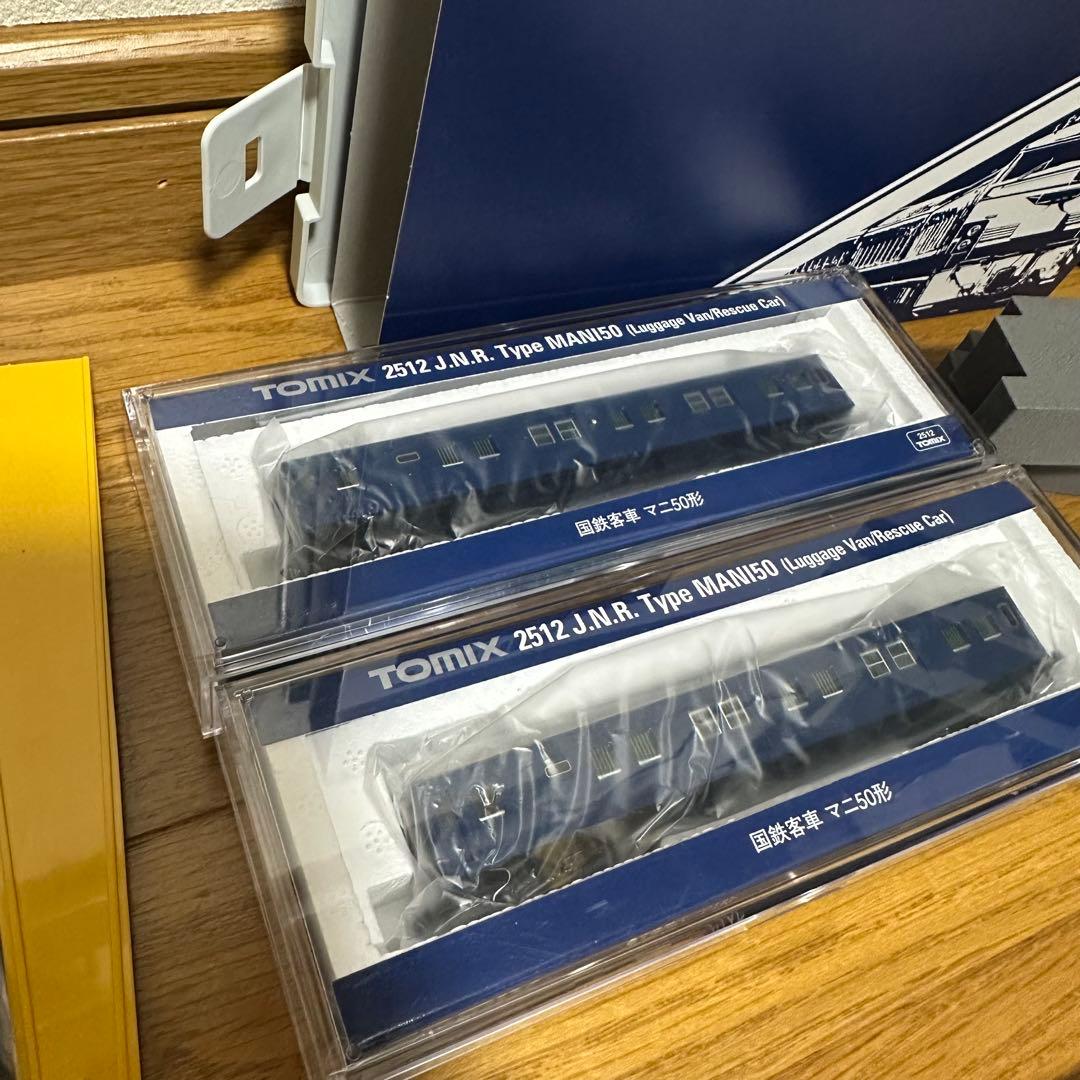 TOMIX 2512 J.N.R. Type MANI50 (Luggage Van/Rescue Car)
2512
TOMIX
国鉄客車 マニ50形
TOMIX 2512 J.N.R. Type MANI50 (Luggage Van/Rescue Car)
国鉄客車 マニ50形